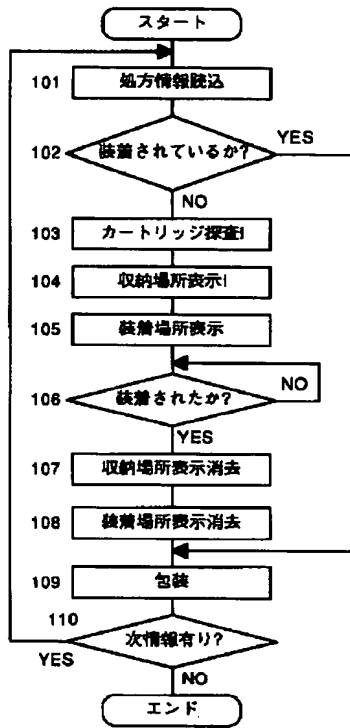 スタート
101 処方情報読込
102 装着されているか? YES
NO
103 カートリッジ探査!
104 収納場所表示!
105 装着場所表示
106 装着されたか? NO
YES
107 収納場所表示消去
108 装着場所表示消去
109 包装
110 次情報有り?
YES
NO
エンド